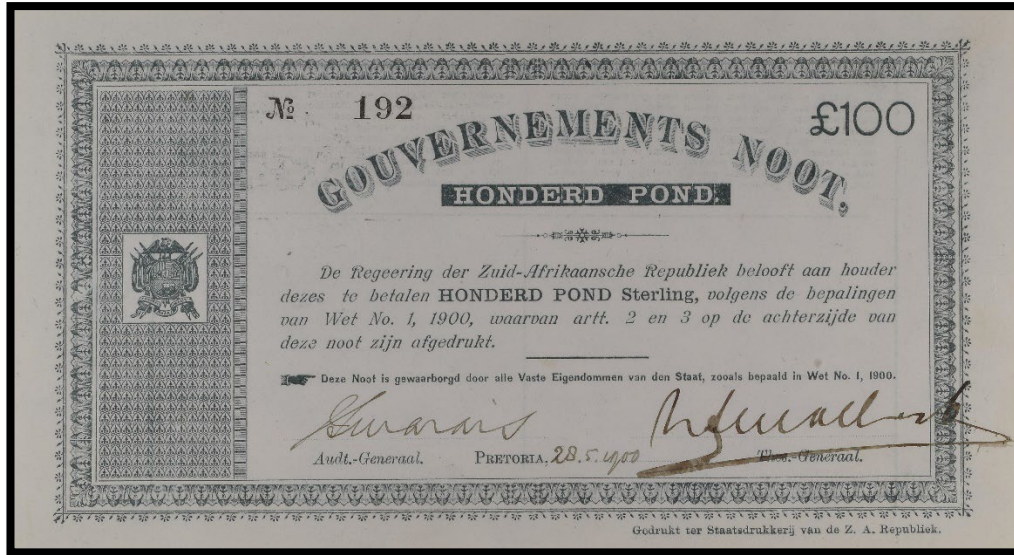 № 192
£100
GOUVERNEMENTS NOOT,
HONDERD POND.
De Regeering der Zuid-Afrikaansche Republiek belooft aan houder
dezes te betalen HONDERD POND Sterling, volgens de bepalingen
van Wet No. 1, 1900, waarvan artt. 2 en 3 op de achterzijde van
deze noot zijn afgedrukt.
Deze Noot is gewaarborgd door alle Vaste Eigendommen van den Staat, zooals bepaald in Wet No. 1, 1900.
Audt.-Generaal. PRETORIA, 28.5.1900 Thes.-Generaal.
Gedrukt ter Staatsdrukkerij van de Z. A. Republiek.